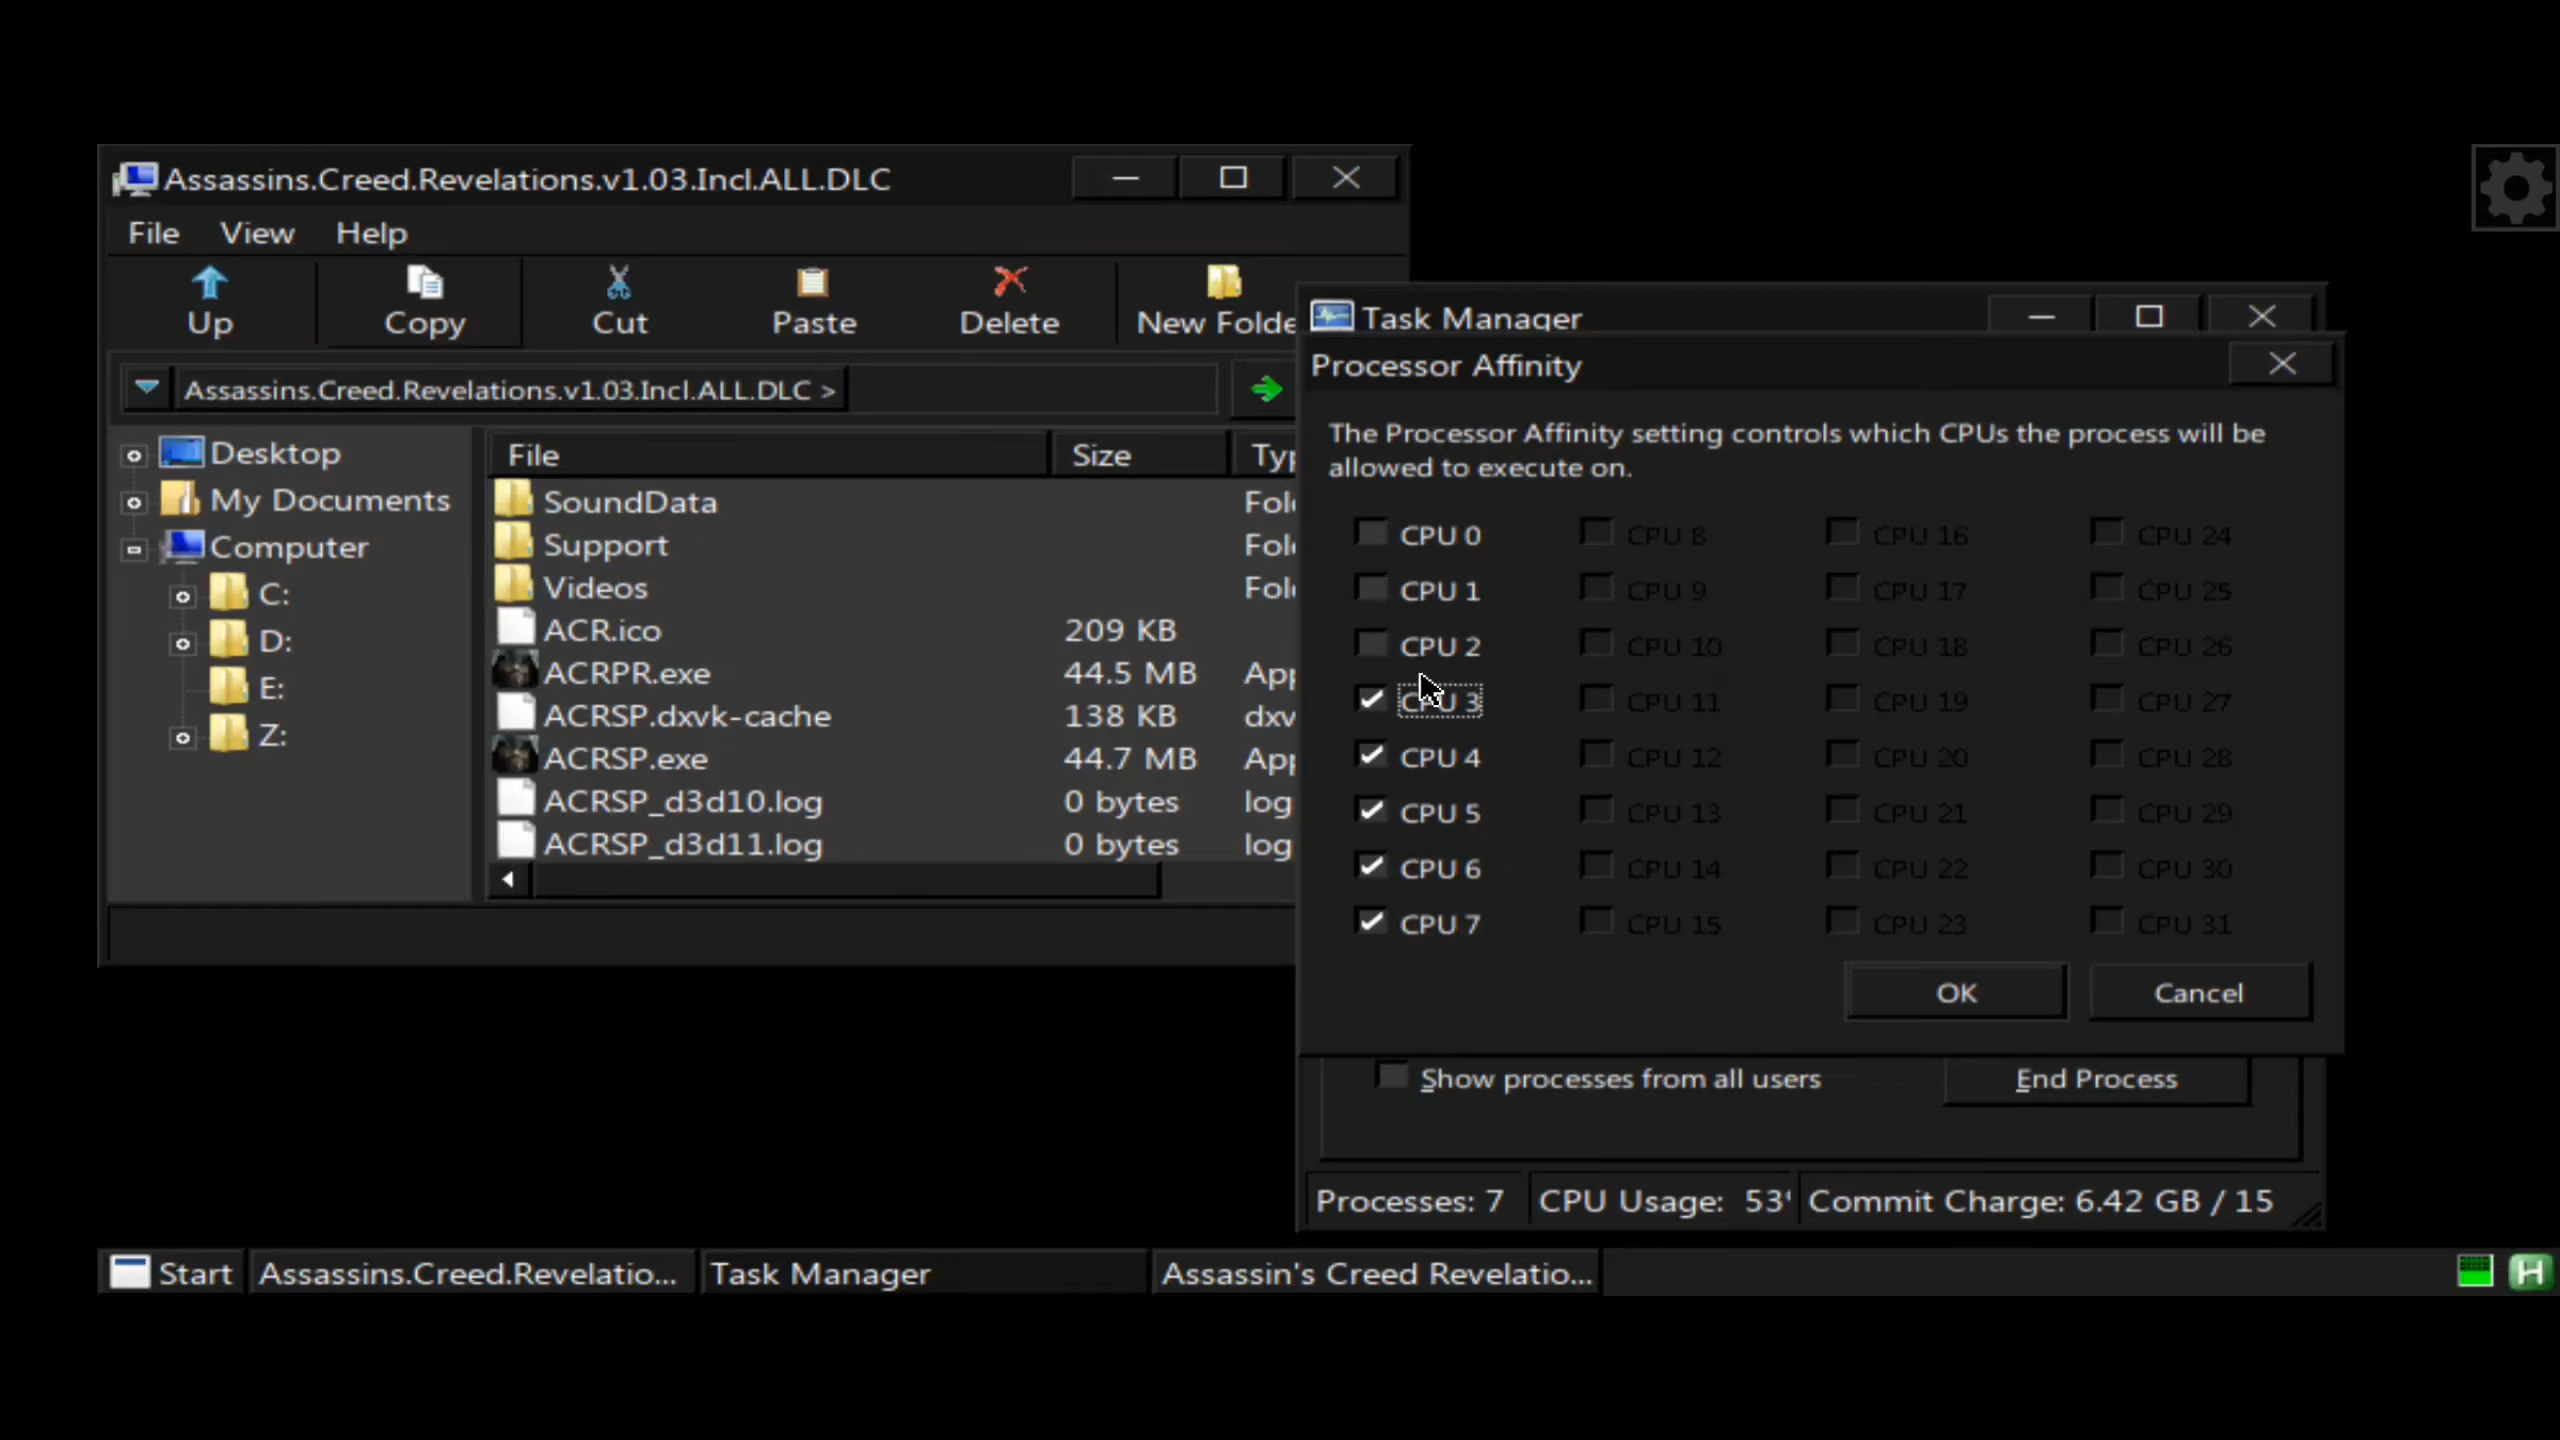 Assassins.Creed.Revelations.v1.03.Incl.ALL.DLC
File View Help
Up Copy Cut Paste Delete New Folde
Assassins.Creed.Revelations.v1.03.Incl.ALL.DLC >
Desktop
My Documents
Computer
C:
D:
E:
Z:
File Size Typ
SoundData Fol
Support Fol
Videos Fol
ACR.ico 209 KB
ACRPR.exe 44.5 MB App
ACRSP.dxvk-cache 138 KB dxv
ACRSP.exe 44.7 MB App
ACRSP_d3d10.log 0 bytes log
ACRSP_d3d11.log 0 bytes log
Task Manager
Processor Affinity
The Processor Affinity setting controls which CPUs the process will be
allowed to execute on.
CPU 0 CPU 8 CPU 16 CPU 24
CPU 1 CPU 9 CPU 17 CPU 25
CPU 2 CPU 10 CPU 18 CPU 26
CPU 3 CPU 11 CPU 19 CPU 27
CPU 4 CPU 12 CPU 20 CPU 28
CPU 5 CPU 13 CPU 21 CPU 29
CPU 6 CPU 14 CPU 22 CPU 30
CPU 7 CPU 15 CPU 23 CPU 31
OK Cancel
Show processes from all users End Process
Processes: 7 CPU Usage: 53 Commit Charge: 6.42 GB / 15
Start Assassins.Creed.Revelatio... Task Manager Assassin's Creed Revelatio... H